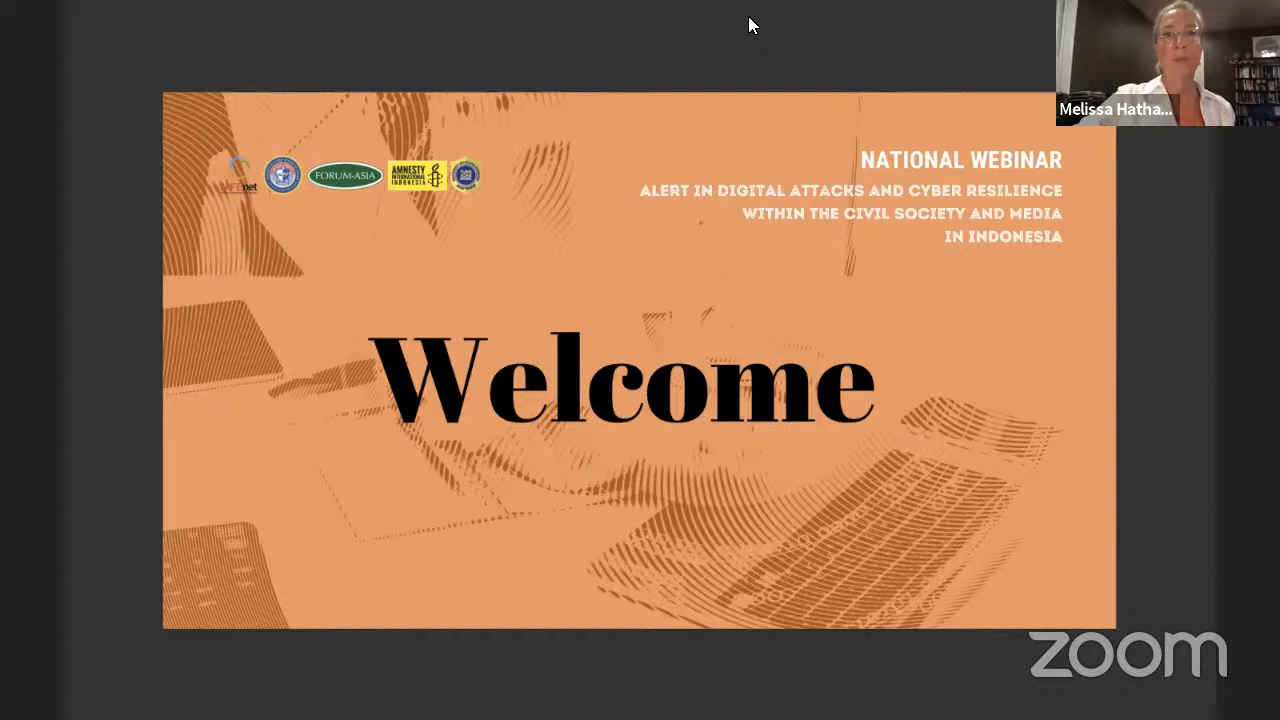 Melissa Hatha...
SAFEnet
FORUM-ASIA
AMNESTY
INTERNATIONAL
INDONESIA
NATIONAL WEBINAR
ALERT IN DIGITAL ATTACKS AND CYBER RESILIENCE
WITHIN THE CIVIL SOCIETY AND MEDIA
IN INDONESIA
Welcome
zoom